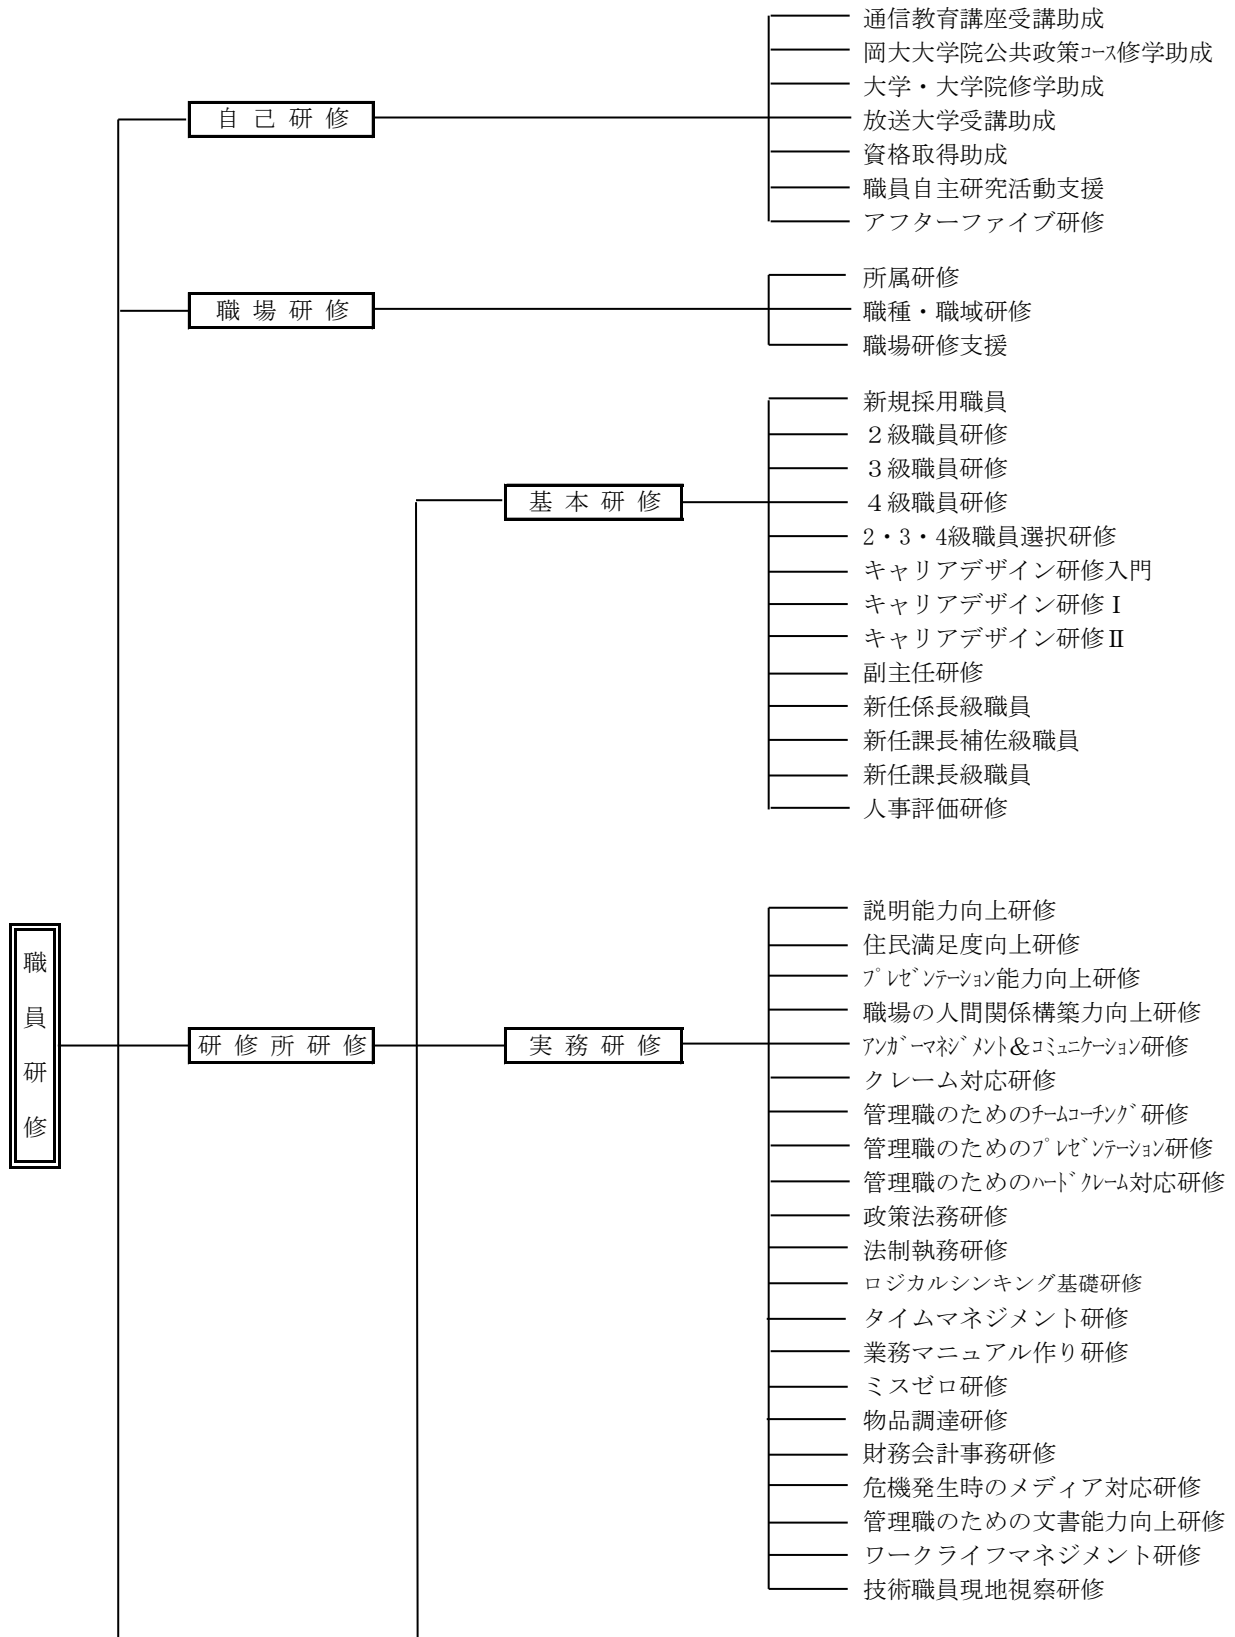 通信教育講座受講助成
岡大大学院公共政策コース修学助成
大学・大学院修学助成
自己研修
放送大学受講助成
資格取得助成
職員自主研究活動支援
アフターファイブ研修
所属研修
職場研修
職種・職域研修
職場研修支援
新規採用職員
２級職員研修
３級職員研修
基本研修
４級職員研修
2・3・4級職員選択研修
キャリアデザイン研修入門
キャリアデザイン研修Ⅰ
キャリアデザイン研修Ⅱ
副主任研修
新任係長級職員
新任課長補佐級職員
新任課長級職員
人事評価研修
職員研修
研修所研修
実務研修
説明能力向上研修
住民満足度向上研修
プレゼンテーション能力向上研修
職場の人間関係構築力向上研修
アンガーマネジメント＆コミュニケーション研修
クレーム対応研修
管理職のためのチームコーチング研修
管理職のためのプレゼンテーション研修
管理職のためのハードクレーム対応研修
政策法務研修
法制執務研修
ロジカルシンキング基礎研修
タイムマネジメント研修
業務マニュアル作り研修
ミスゼロ研修
物品調達研修
財務会計事務研修
危機発生時のメディア対応研修
管理職のための文書能力向上研修
ワークライフマネジメント研修
技術職員現地視察研修